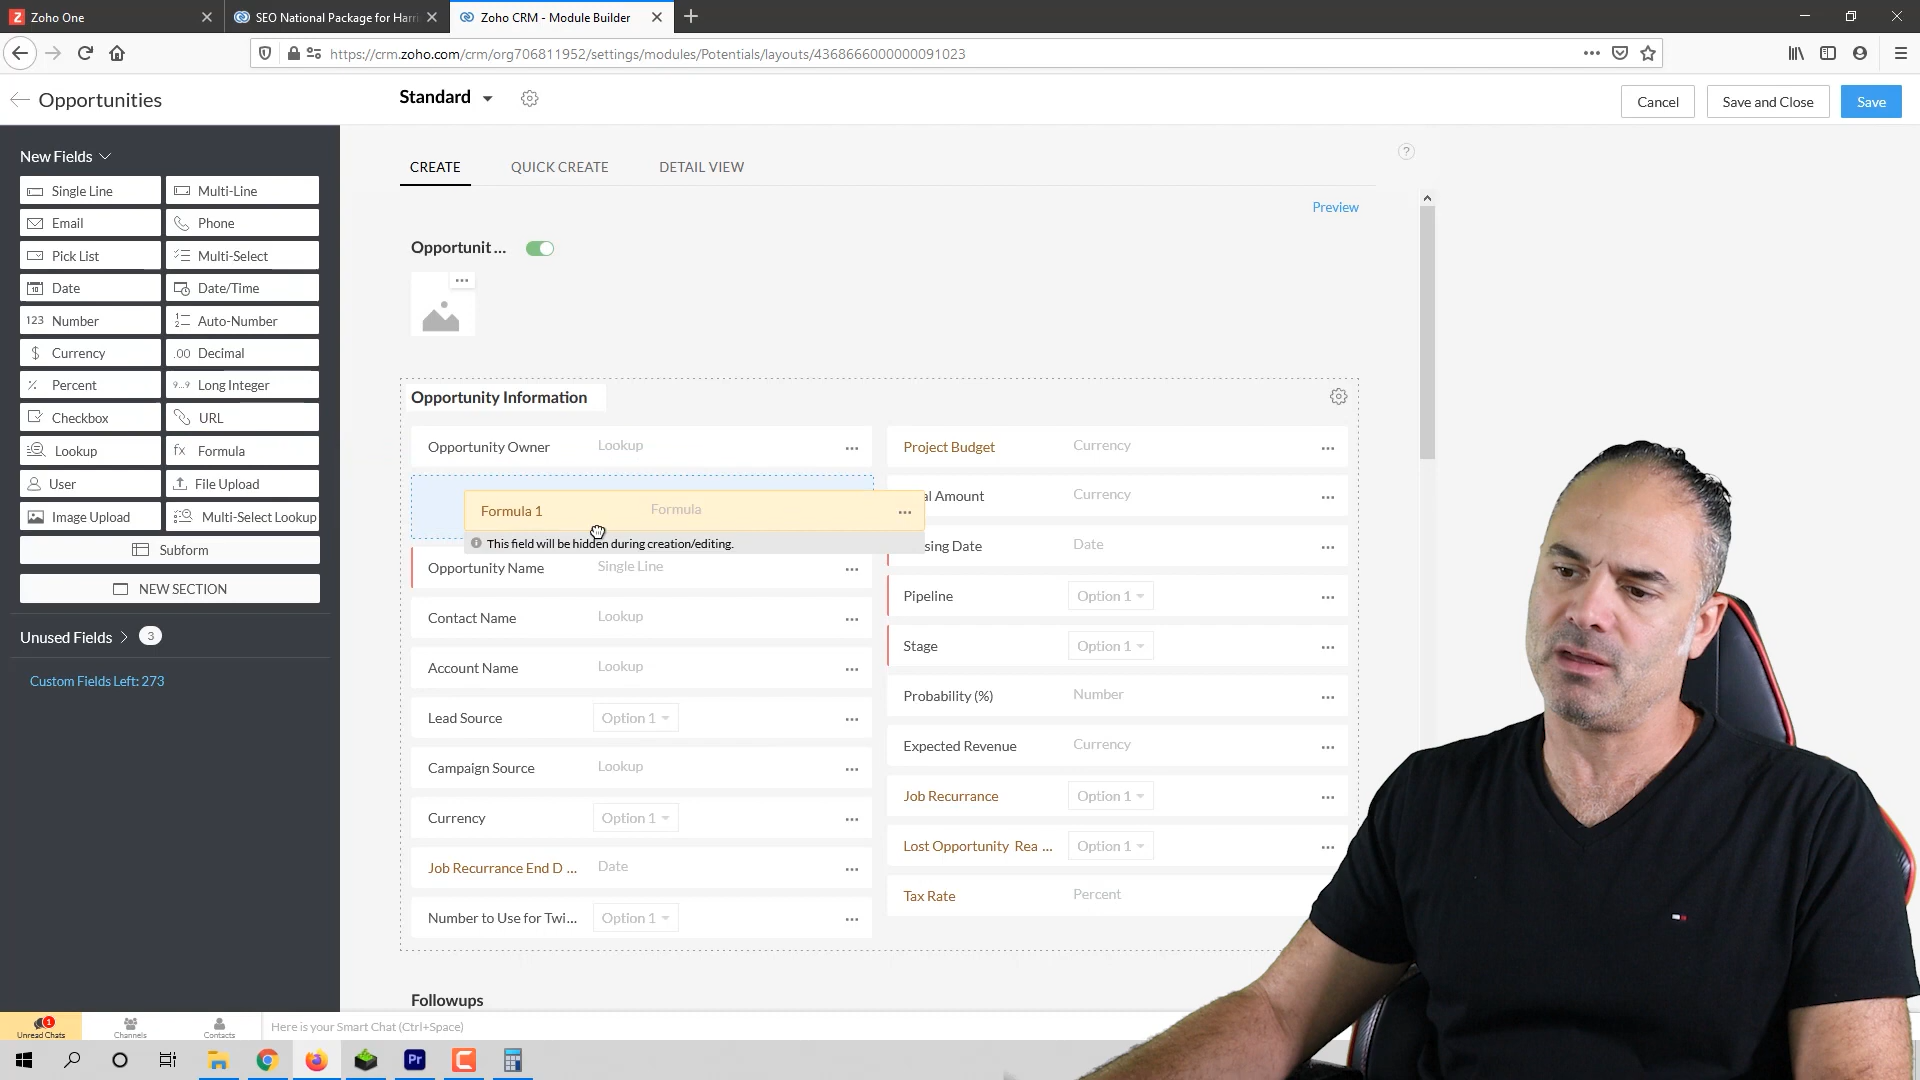 Zoho One
SEO National Package for Harri
Zoho CRM - Module Builder
https://crm.zoho.com/crm/org706811952/settings/modules/Potentials/layouts/4368666000000091023
Opportunities
Standard
Cancel
Save and Close
Save
New Fields
Single Line
Multi-Line
Email
Phone
Pick List
Multi-Select
Date
Date/Time
123 Number
Auto-Number
$ Currency
.00 Decimal
Percent
Long Integer
Checkbox
URL
Lookup
fx Formula
User
File Upload
Image Upload
Multi-Select Lookup
Subform
NEW SECTION
Unused Fields 3
Custom Fields Left: 273
CREATE
QUICK CREATE
DETAIL VIEW
?
Preview
Opportunit ...
Opportunity Information
Opportunity Owner Lookup
Formula 1 Formula
This field will be hidden during creation/editing.
Opportunity Name Single Line
Contact Name Lookup
Account Name Lookup
Lead Source Option 1
Campaign Source Lookup
Currency Option 1
Job Recurrance End D ... Date
Number to Use for Twi... Option 1
Project Budget Currency
al Amount Currency
sing Date Date
Pipeline Option 1
Stage Option 1
Probability (%) Number
Expected Revenue Currency
Job Recurrance Option 1
Lost Opportunity Rea ... Option 1
Tax Rate Percent
Followups
1
Unread Chats
Channels
Contacts
Here is your Smart Chat (Ctrl+Space)
Pr